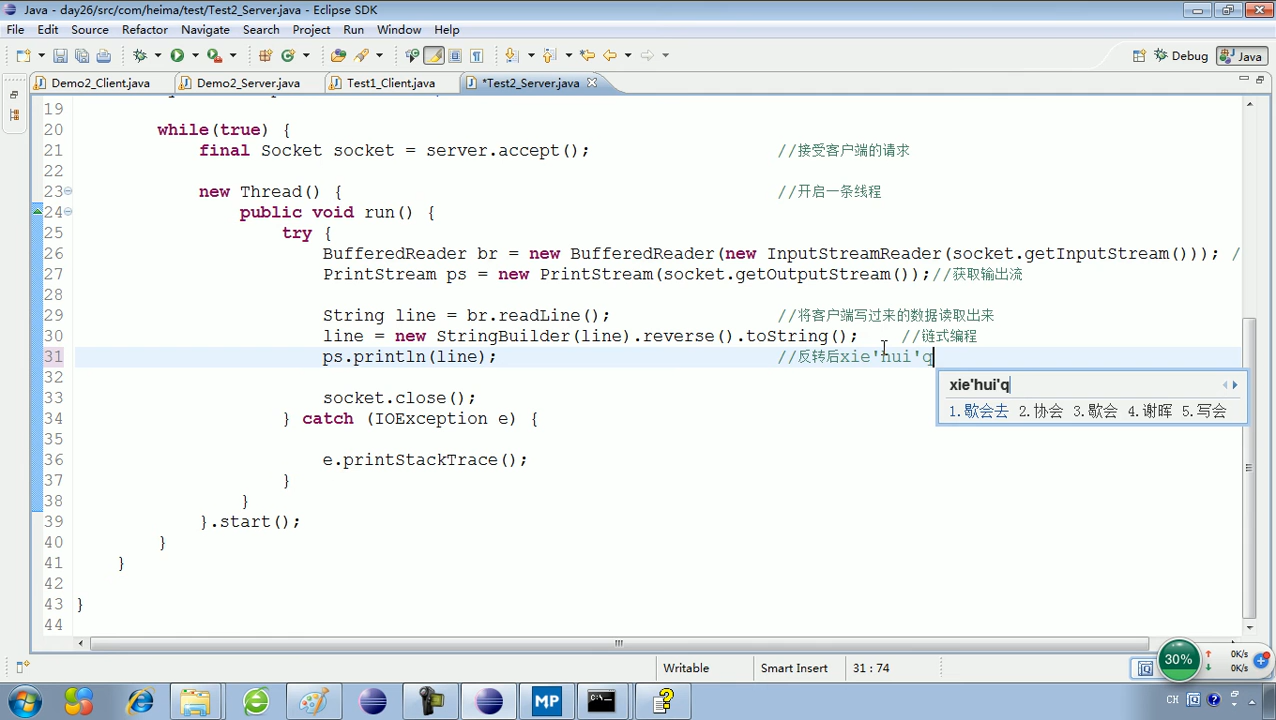 Java - day26/src/com/heima/test/Test2_Server.java - Eclipse SDK
File Edit Source Refactor Navigate Search Project Run Window Help
Debug Java
Demo2_Client.java Demo2_Server.java Test1_Client.java *Test2_Server.java
19
20 while(true) {
21 final Socket socket = server.accept(); //接受客户端的请求
22
23 new Thread() { //开启一条线程
24 public void run() {
25 try {
26 BufferedReader br = new BufferedReader(new InputStreamReader(socket.getInputStream())); /
27 PrintStream ps = new PrintStream(socket.getOutputStream());//获取输出流
28
29 String line = br.readLine(); //将客户端写过来的数据读取出来
30 line = new StringBuilder(line).reverse().toString(); //链式编程
31 ps.println(line); //反转后xie'hui'q
xie'hui'q
32
1.歇会去 2.协会 3.歇会 4.谢晖 5.写会
33 socket.close();
34 } catch (IOException e) {
35
36 e.printStackTrace();
37 }
38 }
39 }.start();
40 }
41 }
42
43 }
44
Writable Smart Insert 31 : 74
30% 0K/s
0K/s
MP CH